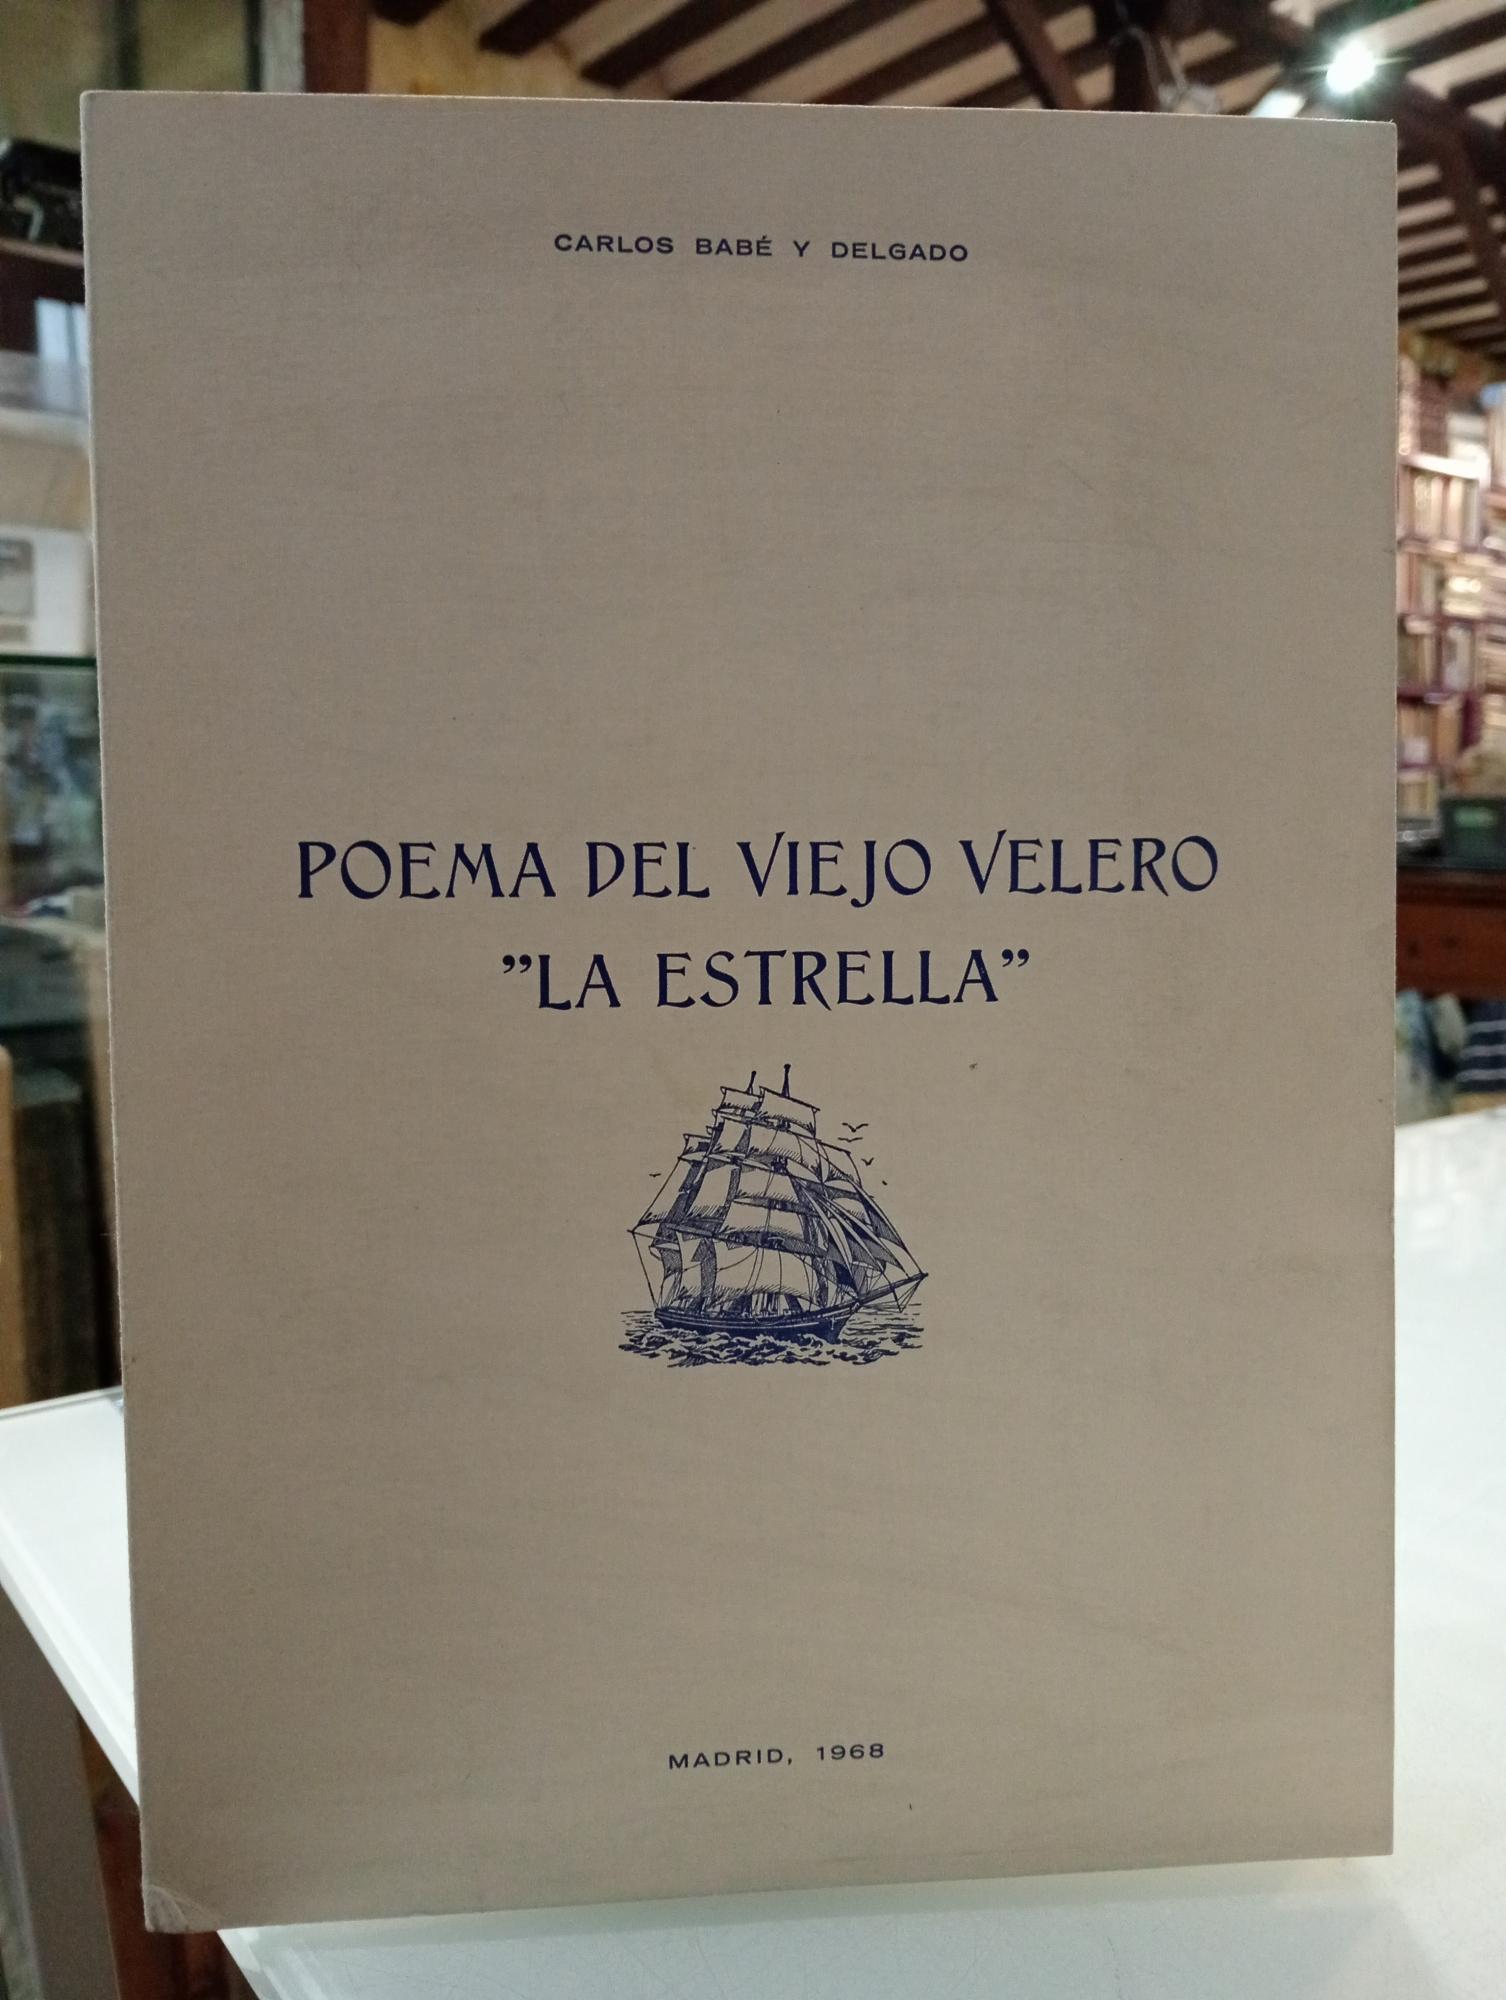 CARLOS BABÉ Y DELGADO
POEMA DEL VIEJO VELERO
”LA ESTRELLA”
MADRID, 1968